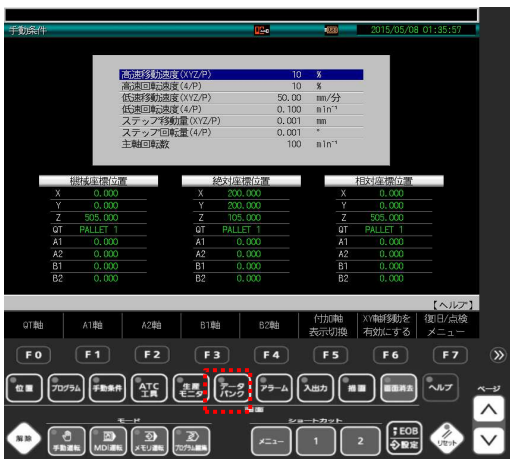 手動条件 2015/05/08 01:35:57
高速移動速度(XYZ/P) 10 %
高速回転速度(4/P) 10 %
低速移動速度(XYZ/P) 50.00 mm/分
低速回転速度(4/P) 0.100 min⁻¹
ステップ移動量(XYZ/P) 0.001 mm
ステップ回転量(4/P) 0.001 °
主軸回転数 100 min⁻¹
機械座標位置 絶対座標位置 相対座標位置
X 0.000 X 200.000 X 0.000
Y 0.000 Y 200.000 Y 0.000
Z 505.000 Z 105.000 Z 505.000
QT PALLET 1 QT PALLET 1 QT PALLET 1
A1 0.000 A1 0.000 A1 0.000
A2 0.000 A2 0.000 A2 0.000
B1 0.000 B1 0.000 B1 0.000
B2 0.000 B2 0.000 B2 0.000
【ヘルプ】
QT軸 A1軸 A2軸 B1軸 B2軸 付加軸 XY軸移動を 復旧/点検
表示切換 有効にする メニュー
F0 F1 F2 F3 F4 F5 F6 F7
位置 プログラム 手動条件 ATC 生産 データ アラーム 入出力 描画 画面消去 ヘルプ ページ
工具 モニタ バンク
画面
モード ショートカット
解除 手動運転 MDI運転 メモリ運転 プログラム編集 メニュー 1 2 ;EOB リセット
設定